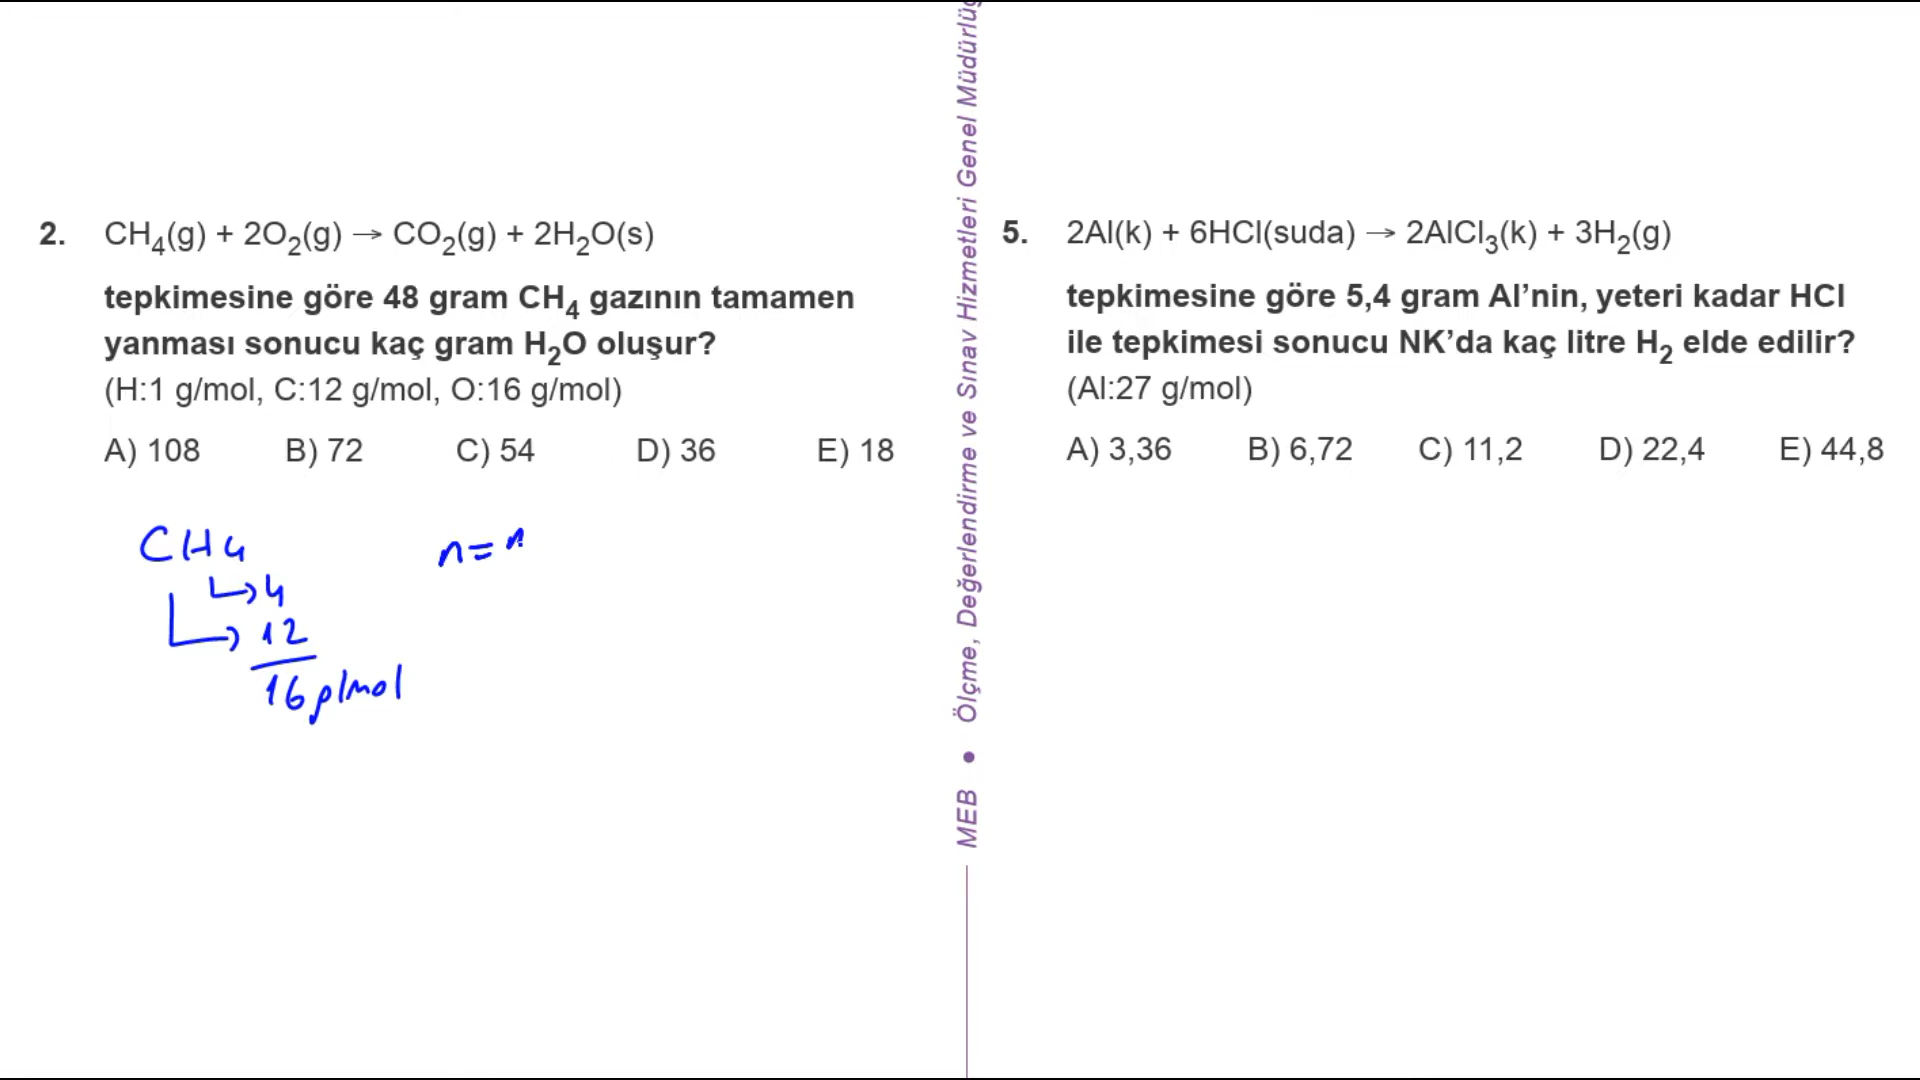 2. CH₄(g) + 2O₂(g) → CO₂(g) + 2H₂O(s)
tepkimesine göre 48 gram CH₄ gazının tamamen
yanması sonucu kaç gram H₂O oluşur?
(H:1 g/mol, C:12 g/mol, O:16 g/mol)
A) 108 B) 72 C) 54 D) 36 E) 18
CH4
↳4
↳12
16 g/mol
n=
MEB • Ölçme, Değerlendirme ve Sınav Hizmetleri Genel
5. 2Al(k) + 6HCl(suda) → 2AlCl₃(k) + 3H₂(g)
tepkimesine göre 5,4 gram Al’nin, yeteri kadar HCl
ile tepkimesi sonucu NK’da kaç litre H₂ elde edilir?
(Al:27 g/mol)
A) 3,36 B) 6,72 C) 11,2 D) 22,4 E) 44,8